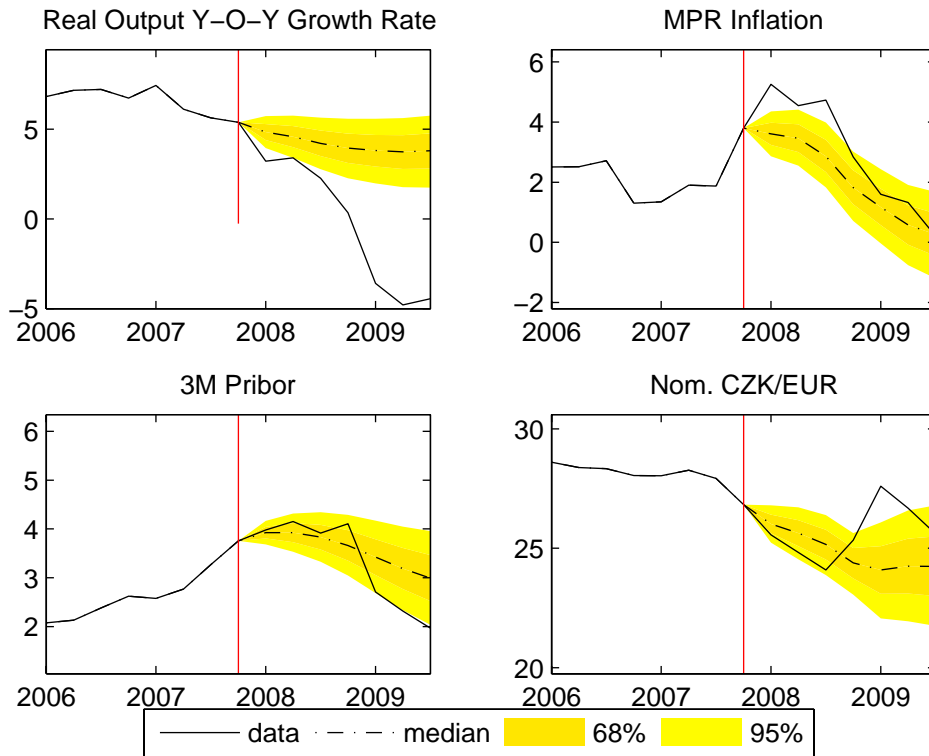 Real Output Y−O−Y Growth Rate
5
0
−5
2006 2007 2008 2009
MPR Inflation
6
4
2
0
−2
2006 2007 2008 2009
3M Pribor
6
5
4
3
2
2006 2007 2008 2009
Nom. CZK/EUR
30
25
20
2006 2007 2008 2009
data median 68% 95%